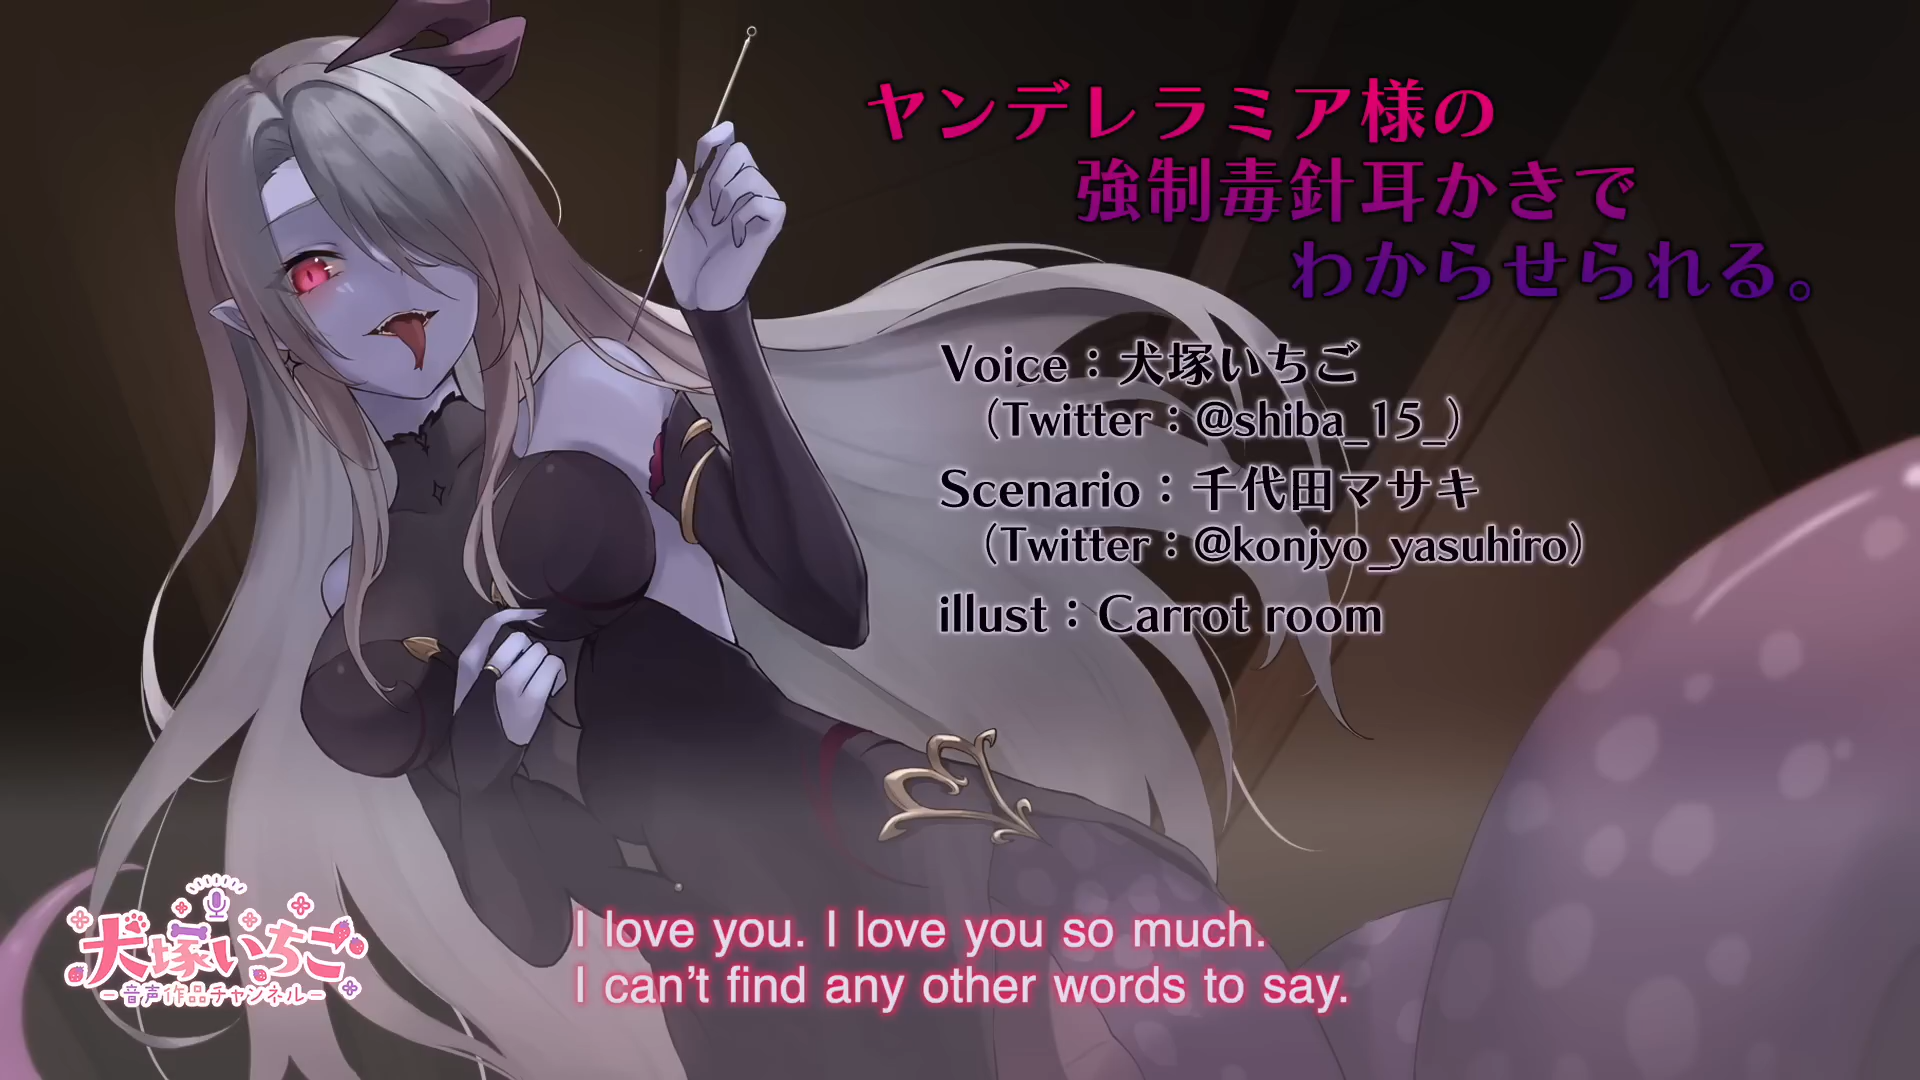 ヤンデレラミア様の
強制毒針耳かきで
わからせられる。
Voice：犬塚いちご
（Twitter：@shiba_15_）
Scenario：千代田マサキ
（Twitter：@konjyo_yasuhiro）
illust：Carrot room
犬塚いちご
－音声作品チャンネル－
I love you. I love you so much.
I can't find any other words to say.